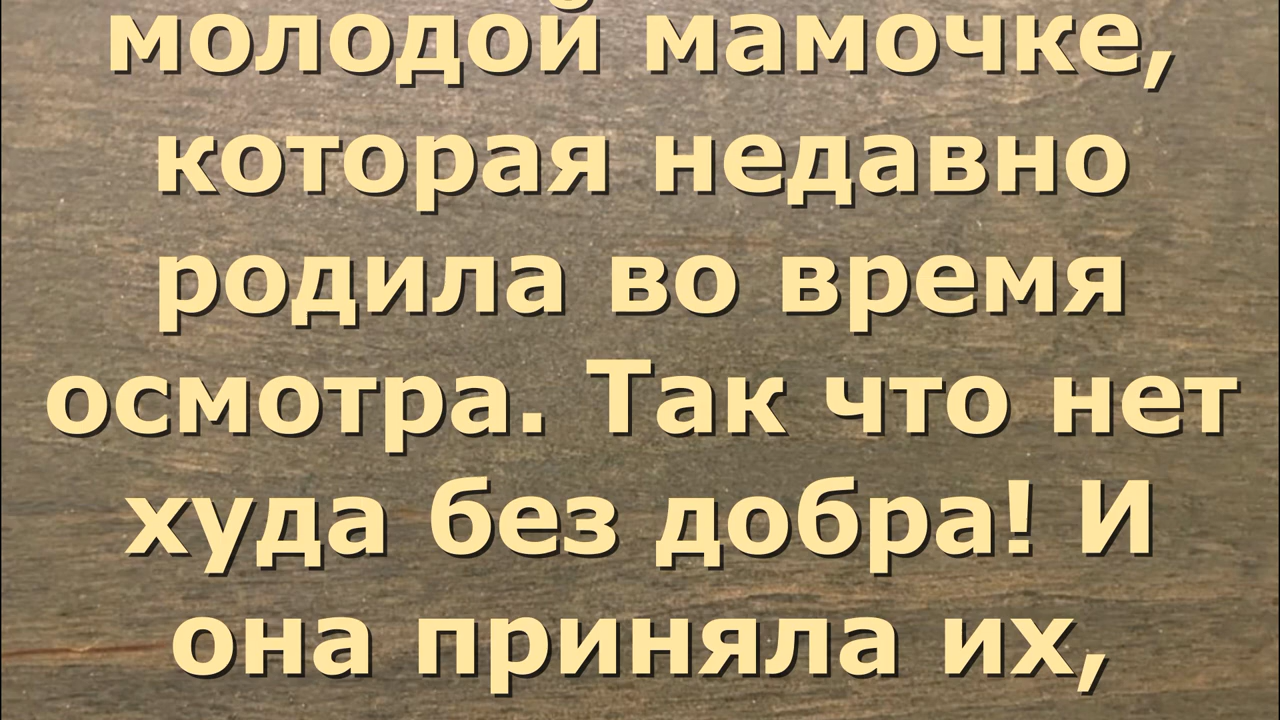 молодой мамочке,
которая недавно
родила во время
осмотра. Так что нет
худа без добра! И
она приняла их,